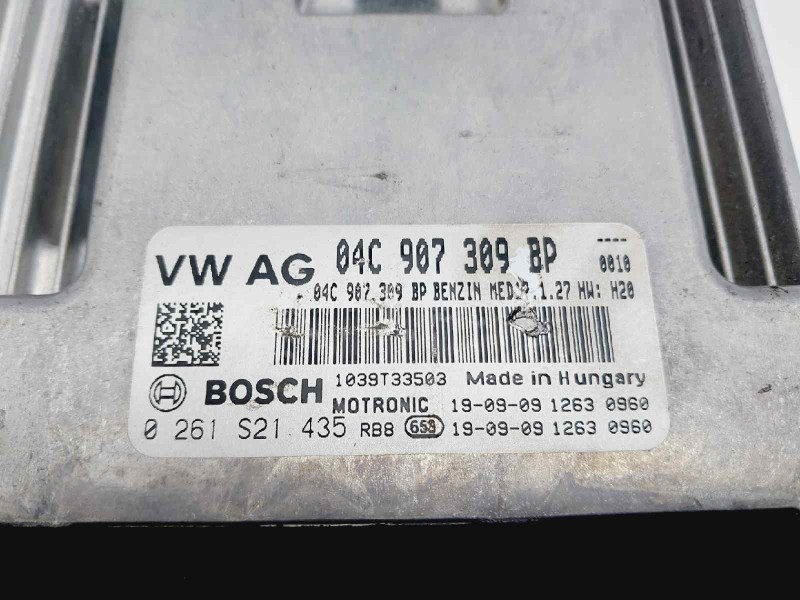 VW AG 04C 907 309 BP ----
0010
04C 907 309 BP BENZIN MED17.1.27 HW: H20
1039T33503 Made in Hungary
BOSCH
MOTRONIC 19-09-09 1263 0960
0 261 S21 435 RB8 653 19-09-09 1263 0960